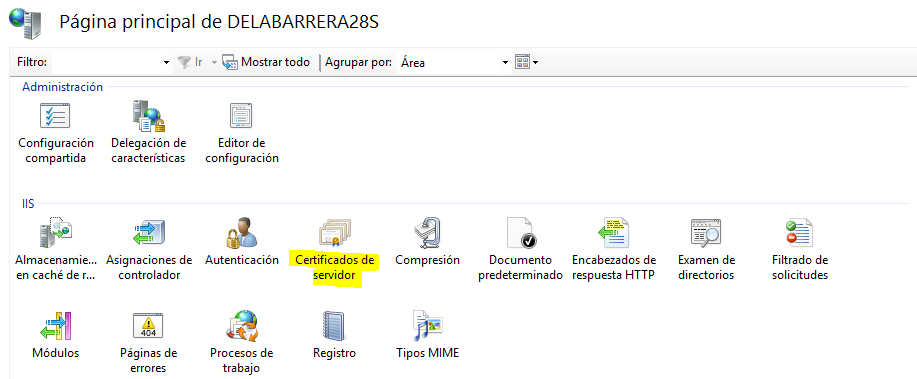 Página principal de DELABARRERA28S
Filtro: Ir Mostrar todo Agrupar por: Área
Administración
Configuración compartida
Delegación de características
Editor de configuración
IIS
Almacenamie... en caché de r...
Asignaciones de controlador
Autenticación
Certificados de servidor
Compresión
Documento predeterminado
Encabezados de respuesta HTTP
Examen de directorios
Filtrado de solicitudes
Módulos
404
Páginas de errores
Procesos de trabajo
Registro
Tipos MIME